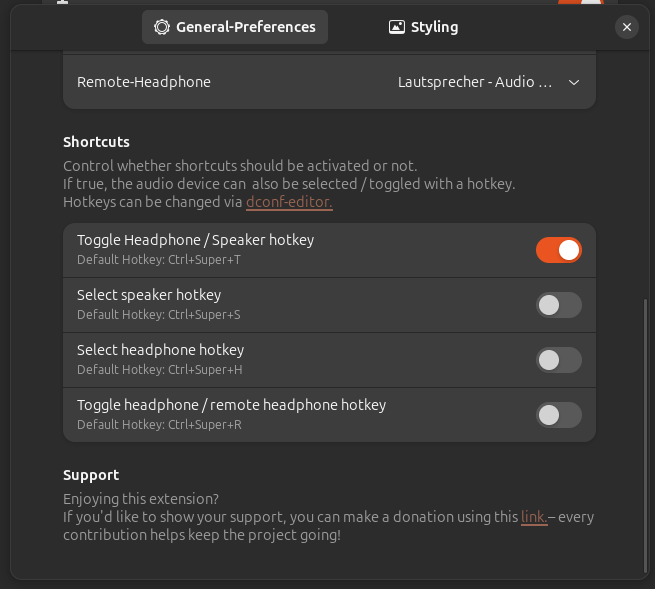 General-Preferences
Styling
Remote-Headphone
Lautsprecher - Audio …
Shortcuts
Control whether shortcuts should be activated or not.
If true, the audio device can  also be selected / toggled with a hotkey.
Hotkeys can be changed via dconf-editor.
Toggle Headphone / Speaker hotkey
Default Hotkey: Ctrl+Super+T
Select speaker hotkey
Default Hotkey: Ctrl+Super+S
Select headphone hotkey
Default Hotkey: Ctrl+Super+H
Toggle headphone / remote headphone hotkey
Default Hotkey: Ctrl+Super+R
Support
Enjoying this extension?
If you'd like to show your support, you can make a donation using this link.– every
contribution helps keep the project going!